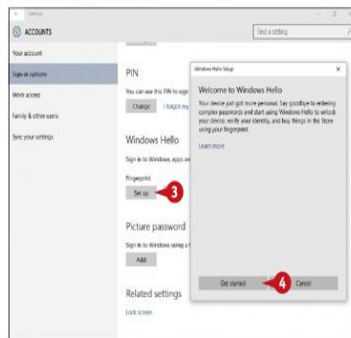 Settings
ACCOUNTS
Find a setting
Your account
Sign-in options
Work access
Family & other users
Sync your settings
PIN
You can use this PIN to sign
Change
I forgot my
Windows Hello
Sign in to Windows, apps an
Fingerprint
Set up
3
Picture password
Sign in to Windows using a
Add
Related settings
Lock screen
Windows Hello Setup
Welcome to Windows Hello
Your device just got more personal. Say goodbye to entering
complex passwords and start using Windows Hello to unlock
your device, verify your identity, and buy things in the Store
using your fingerprint.
Learn more
Get started
4
Cancel